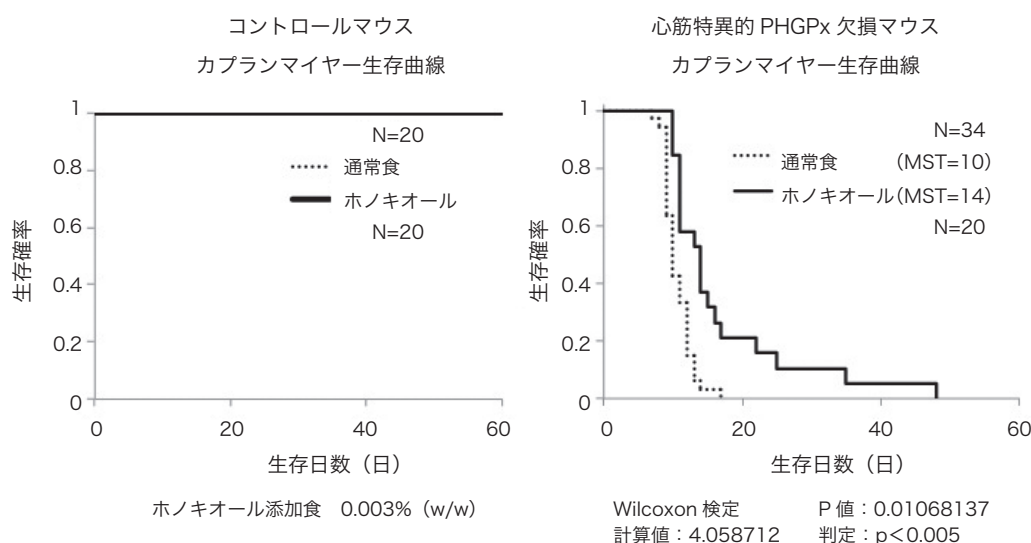 コントロールマウス
カプランマイヤー生存曲線
1
0.8
0.6
0.4
0.2
0
生存確率
N=20
通常食
ホノキオール
N=20
0 20 40 60
生存日数（日）
ホノキオール添加食 0.003%（w/w）
心筋特異的 PHGPx 欠損マウス
カプランマイヤー生存曲線
1
0.8
0.6
0.4
0.2
0
生存確率
N=34
通常食 （MST=10）
ホノキオール（MST=14）
N=20
0 20 40 60
生存日数（日）
Wilcoxon 検定 P 値：0.01068137
計算値：4.058712 判定：p＜0.005